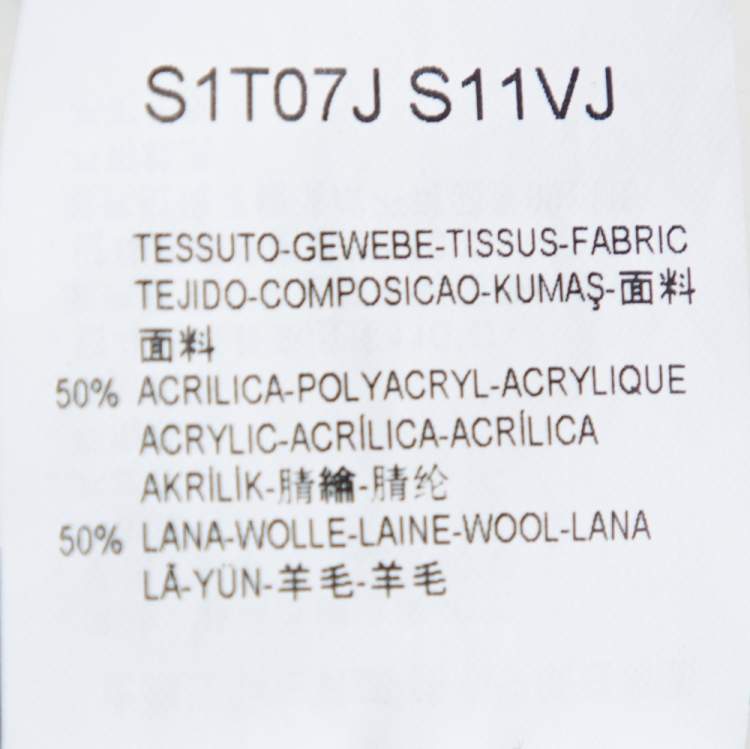 S1T07J S11VJ
TESSUTO-GEWEBE-TISSUS-FABRIC
TEJIDO-COMPOSICAO-KUMAŞ-面料
面料
50% ACRILICA-POLYACRYL-ACRYLIQUE
ACRYLIC-ACRÍLICA-ACRÍLICA
AKRİLİK-腈綸-腈纶
50% LANA-WOLLE-LAINE-WOOL-LANA
LÃ-YÜN-羊毛-羊毛